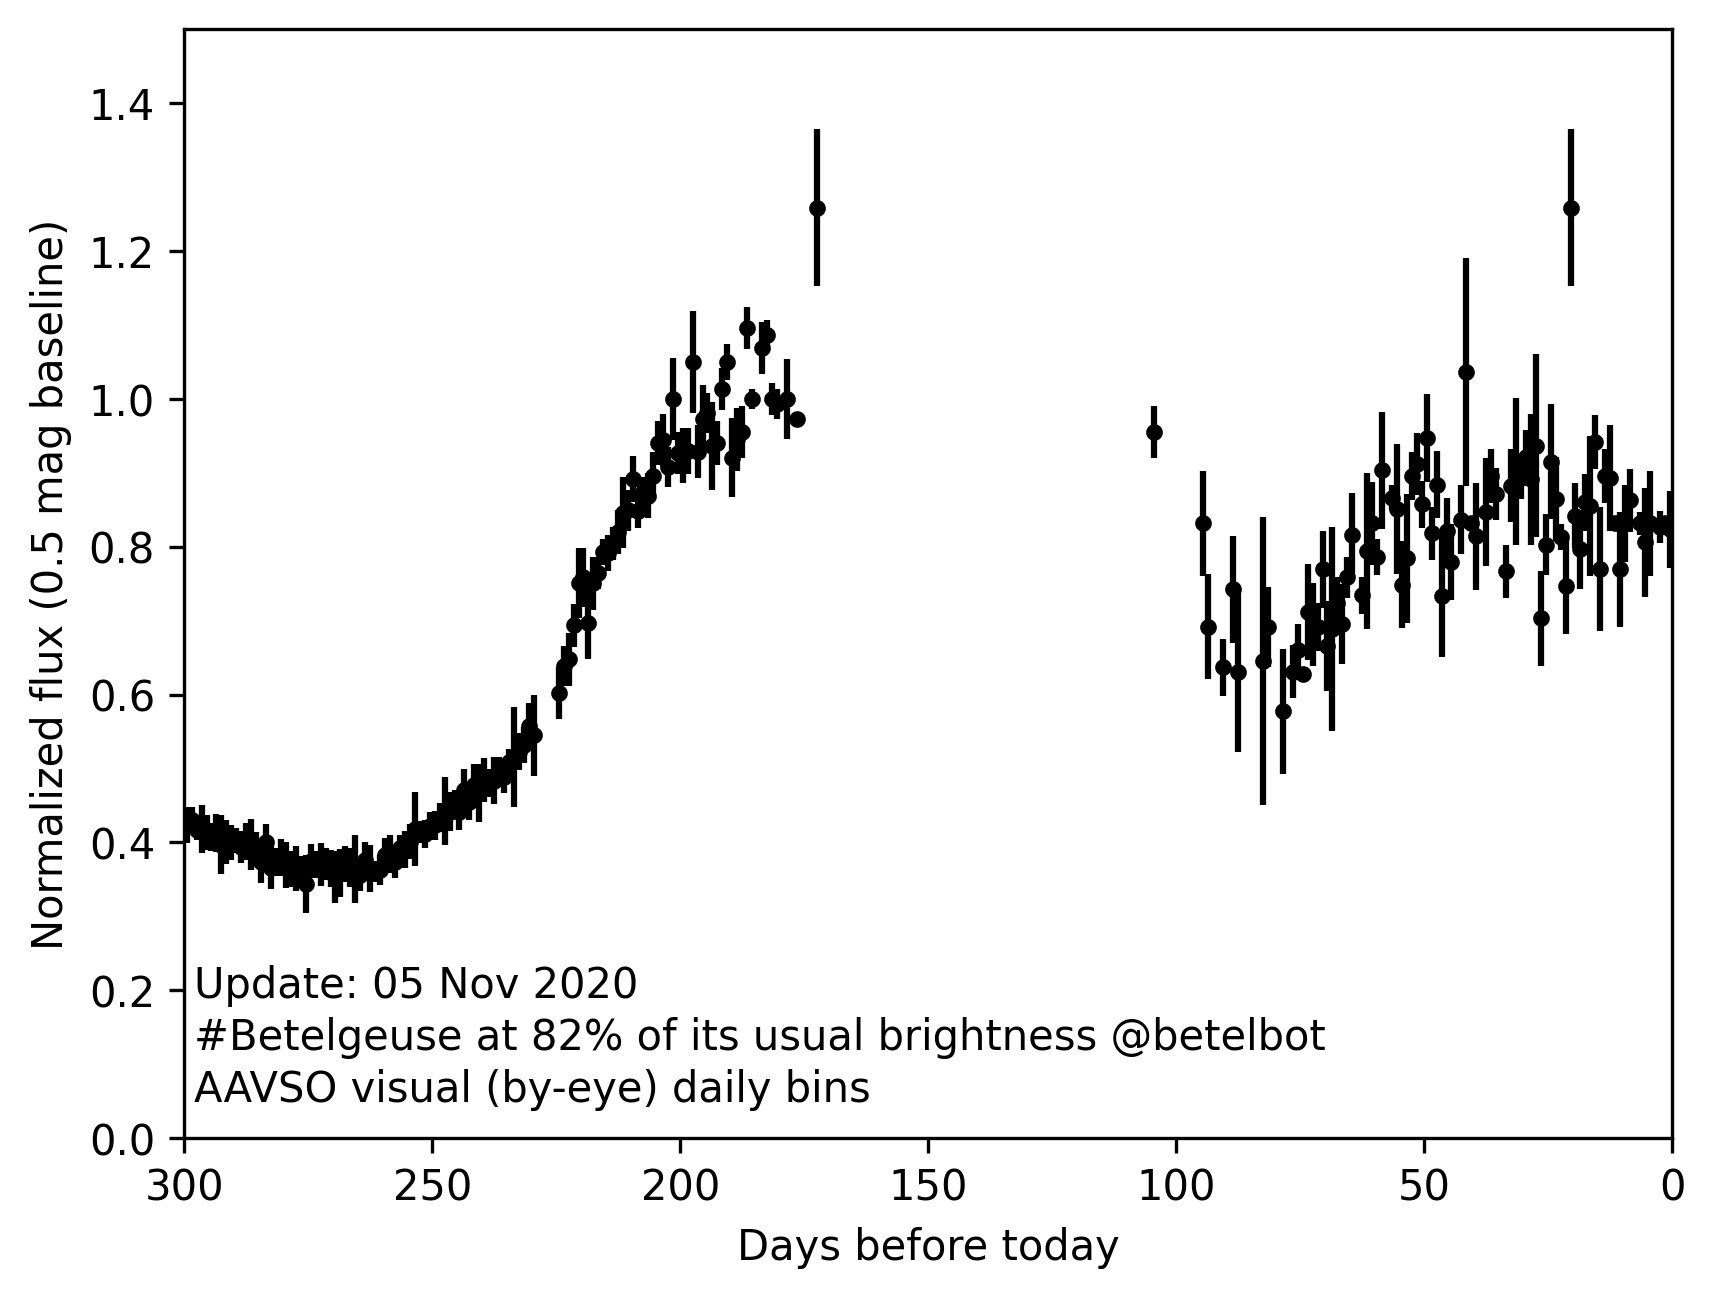 1.4
1.2
1.0
0.8
0.6
0.4
0.2
0.0
Normalized flux (0.5 mag baseline)
Update: 05 Nov 2020
#Betelgeuse at 82% of its usual brightness @betelbot
AAVSO visual (by-eye) daily bins
300 250 200 150 100 50 0
Days before today